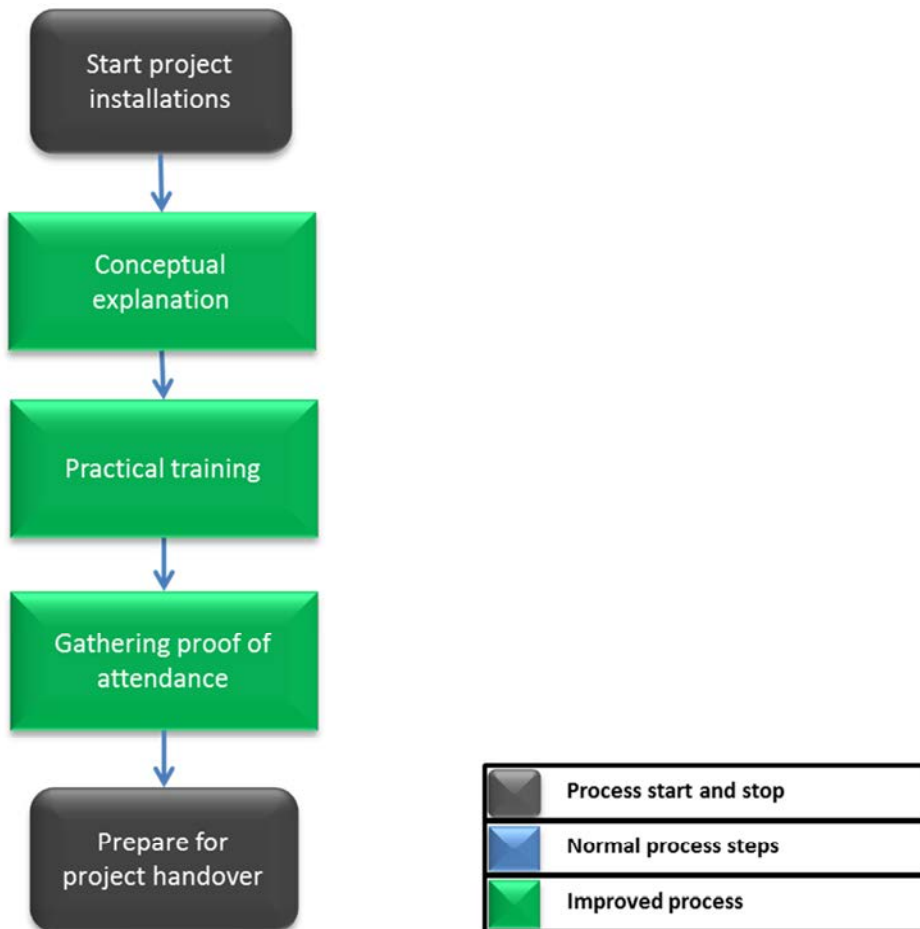 Start project
installations
Conceptual
explanation
Practical training
Gathering proof of
attendance
Prepare for
project handover
Process start and stop
Normal process steps
Improved process